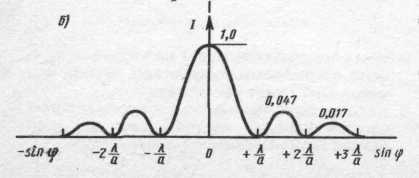 б)
I
1,0
0,047
0,017
-sin φ -2 λ/a - λ/a 0 + λ/a +2 λ/a +3 λ/a sin φ